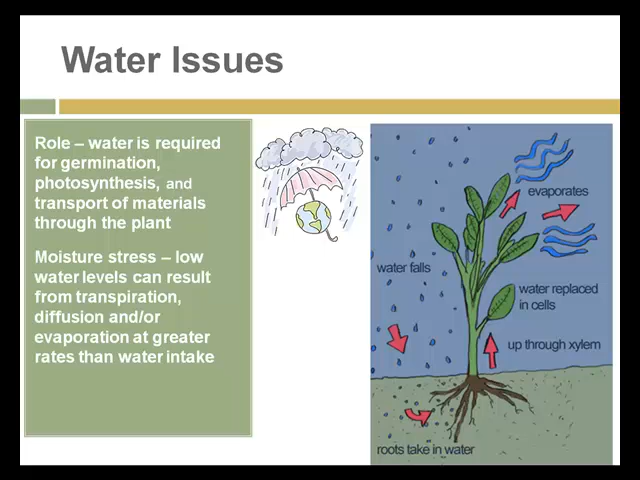 Water Issues
Role – water is required
for germination,
photosynthesis, and
transport of materials
through the plant
Moisture stress – low
water levels can result
from transpiration,
diffusion and/or
evaporation at greater
rates than water intake
evaporates
water falls
water replaced
in cells
up through xylem
roots take in water